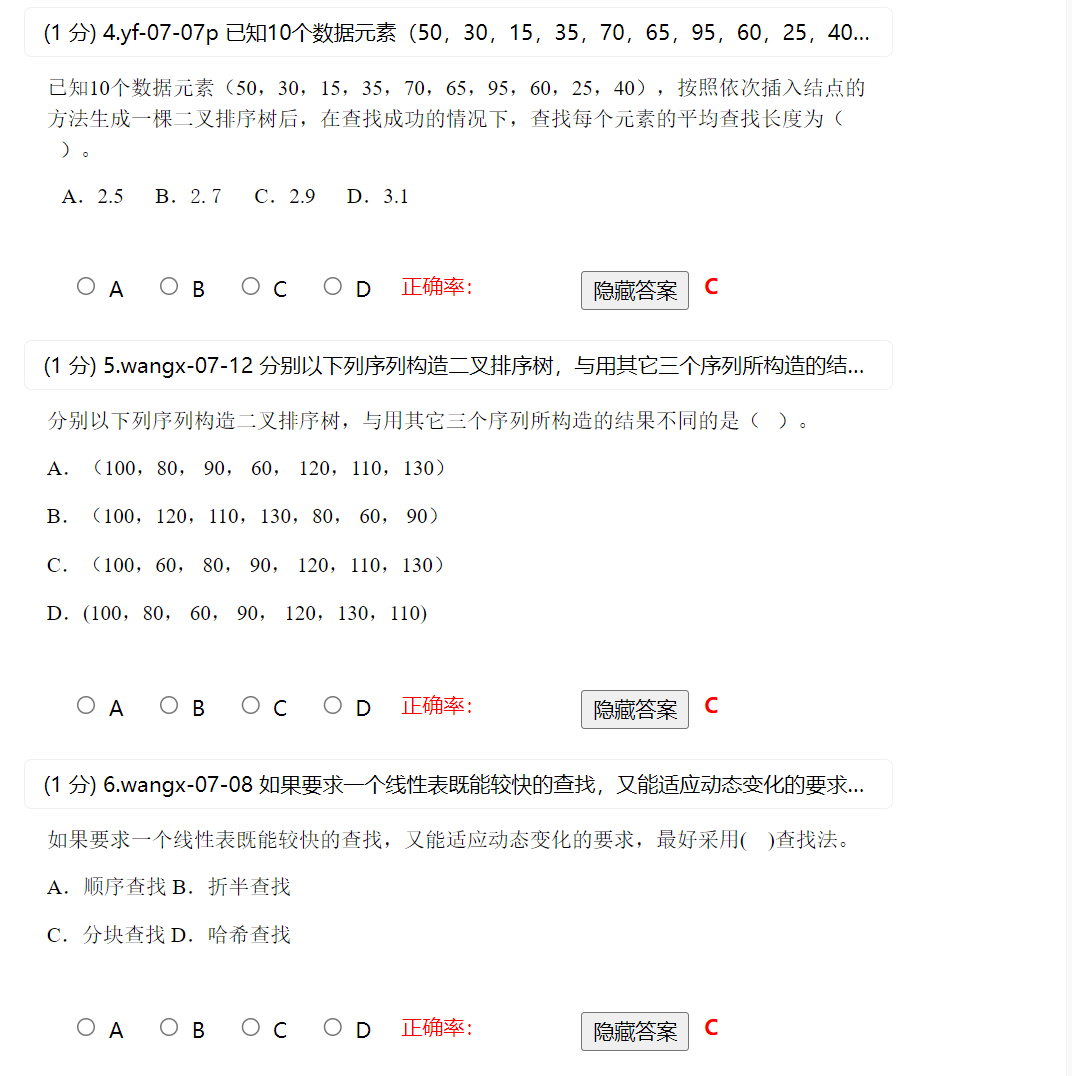 (1 分) 4.yf-07-07p 已知10个数据元素（50，30，15，35，70，65，95，60，25，40...
已知10个数据元素（50，30，15，35，70，65，95，60，25，40），按照依次插入结点的
方法生成一棵二叉排序树后，在查找成功的情况下，查找每个元素的平均查找长度为（
）。
A．2.5 B．2.7 C．2.9 D．3.1
A B C D 正确率: 隐藏答案 C
(1 分) 5.wangx-07-12 分别以下列序列构造二叉排序树，与用其它三个序列所构造的结...
分别以下列序列构造二叉排序树，与用其它三个序列所构造的结果不同的是（ ）。
A．（100，80， 90， 60， 120，110，130）
B．（100，120，110，130，80， 60， 90）
C．（100，60， 80， 90， 120，110，130）
D．(100，80， 60， 90， 120，130，110)
A B C D 正确率: 隐藏答案 C
(1 分) 6.wangx-07-08 如果要求一个线性表既能较快的查找，又能适应动态变化的要求...
如果要求一个线性表既能较快的查找，又能适应动态变化的要求，最好采用( )查找法。
A．顺序查找 B．折半查找
C．分块查找 D．哈希查找
A B C D 正确率: 隐藏答案 C